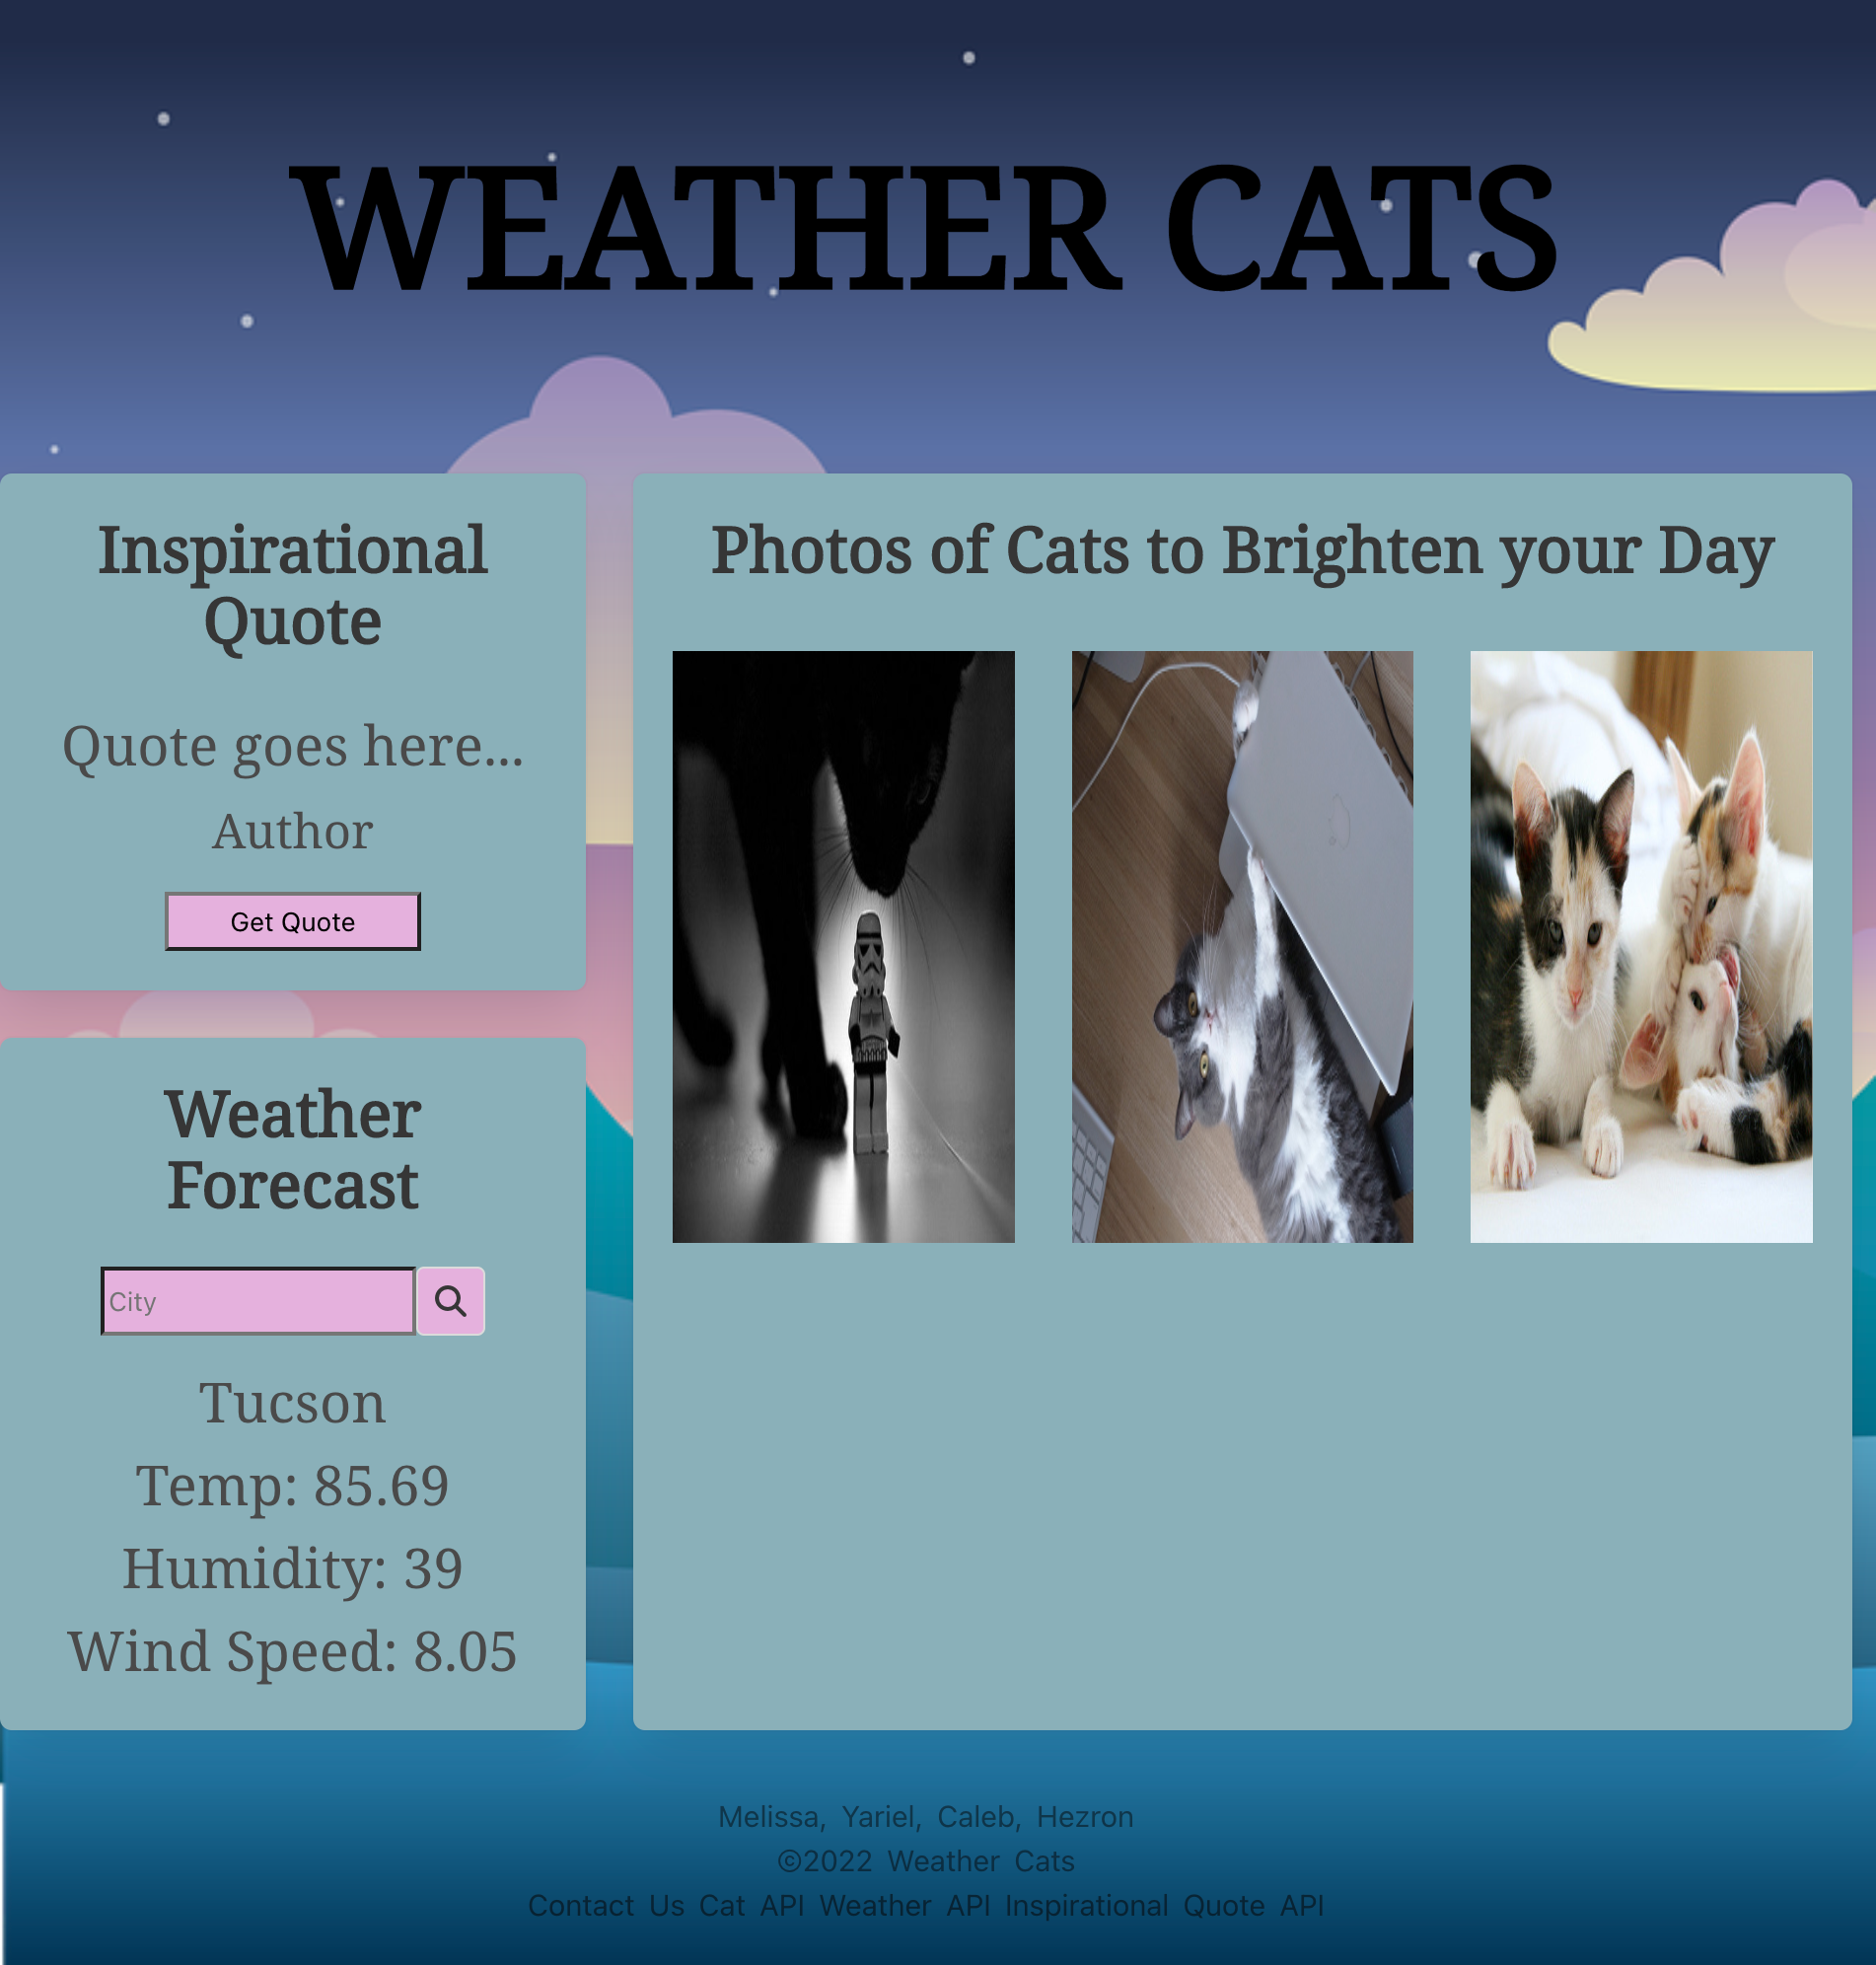 WEATHER CATS
Inspirational
Quote
Quote goes here...
Author
Get Quote
Weather
Forecast
City
Tucson
Temp: 85.69
Humidity: 39
Wind Speed: 8.05
Photos of Cats to Brighten your Day
Melissa, Yariel, Caleb, Hezron
©2022 Weather Cats
Contact Us Cat API Weather API Inspirational Quote API